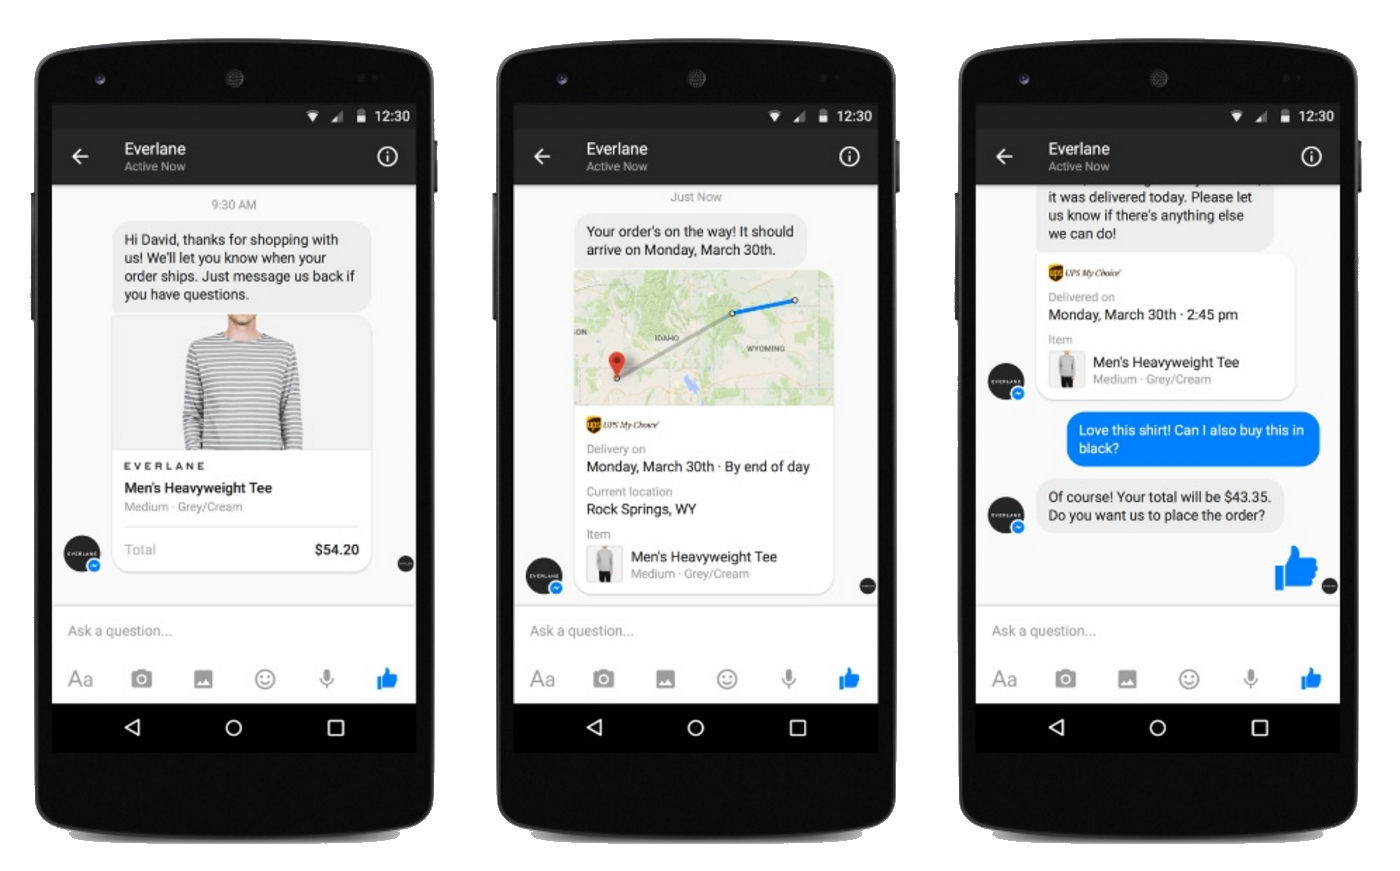 12:30
Everlane
Active Now
9:30 AM
Hi David, thanks for shopping with
us! We'll let you know when your
order ships. Just message us back if
you have questions.
EVERLANE
Men's Heavyweight Tee
Medium · Grey/Cream
Total $54.20
EVERLANE
Ask a question...
Aa
12:30
Everlane
Active Now
Just Now
Your order's on the way! It should
arrive on Monday, March 30th.
IDAHO
WYOMING
ups UPS My Choice®
Delivery on
Monday, March 30th · By end of day
Current location
Rock Springs, WY
Item
Men's Heavyweight Tee
Medium · Grey/Cream
EVERLANE
Ask a question...
Aa
12:30
Everlane
Active Now
it was delivered today. Please let
us know if there's anything else
we can do!
ups UPS My Choice®
Delivered on
Monday, March 30th · 2:45 pm
Item
Men's Heavyweight Tee
Medium · Grey/Cream
EVERLANE
Love this shirt! Can I also buy this in
black?
Of course! Your total will be $43.35.
Do you want us to place the order?
EVERLANE
Ask a question...
Aa